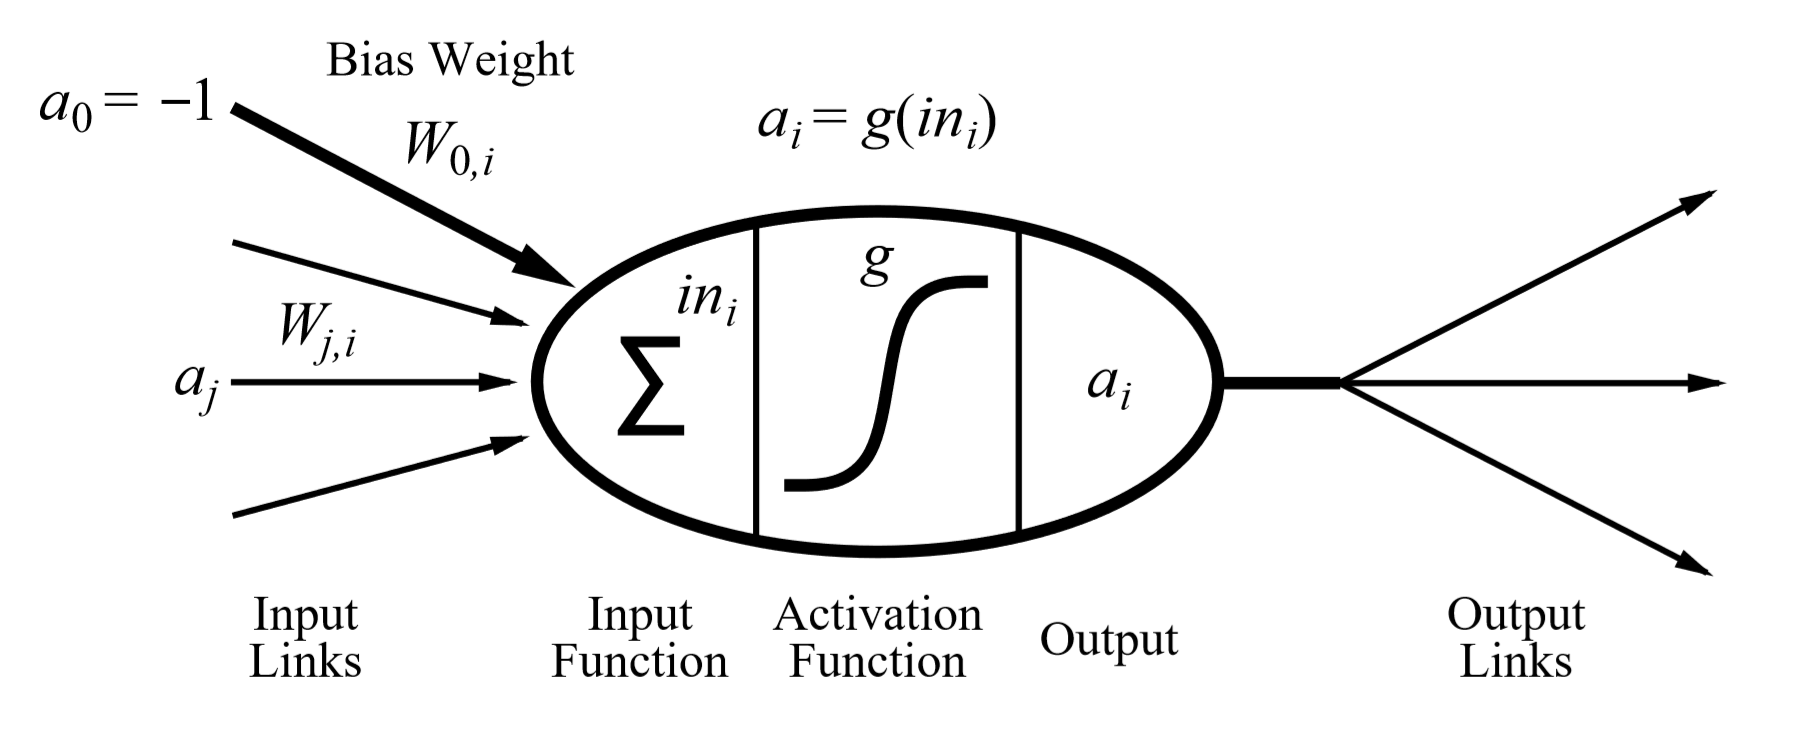 Bias Weight
a₀ = −1
W₀,ᵢ
aᵢ = g(inᵢ)
g
inᵢ
Wⱼ,ᵢ
Σ
aⱼ
aᵢ
Input
Links
Input
Function
Activation
Function
Output
Output
Links